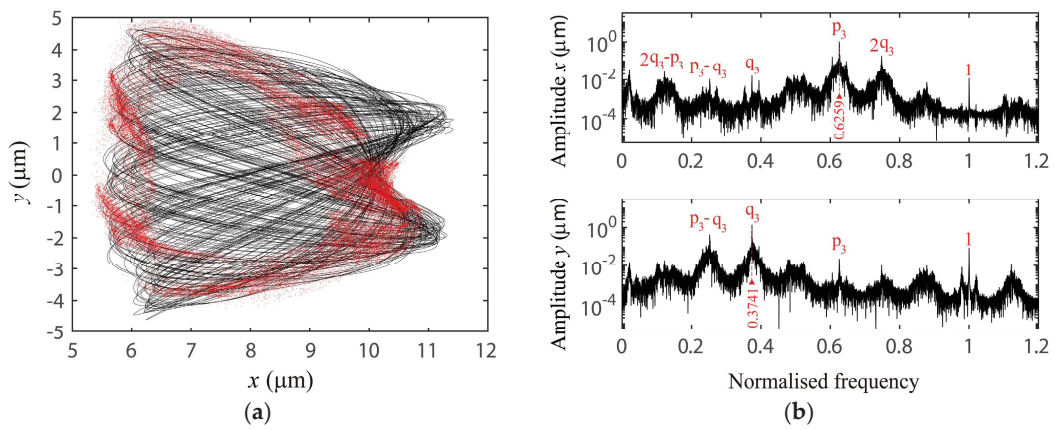 y (μm)
5
4
3
2
1
0
-1
-2
-3
-4
5
5 6 7 8 9 10 11 12
x (μm)
(a)
Amplitude x (μm)
10⁰
10⁻²
10⁻⁴
2q₃-p₃ p₃-q₃ q₃ p₃ 2q₃ 1
0.6259
0 0.2 0.4 0.6 0.8 1 1.2
Amplitude y (μm)
10⁰
10⁻²
10⁻⁴
p₃-q₃ q₃ p₃ 1
0.3741
0 0.2 0.4 0.6 0.8 1 1.2
Normalised frequency
(b)